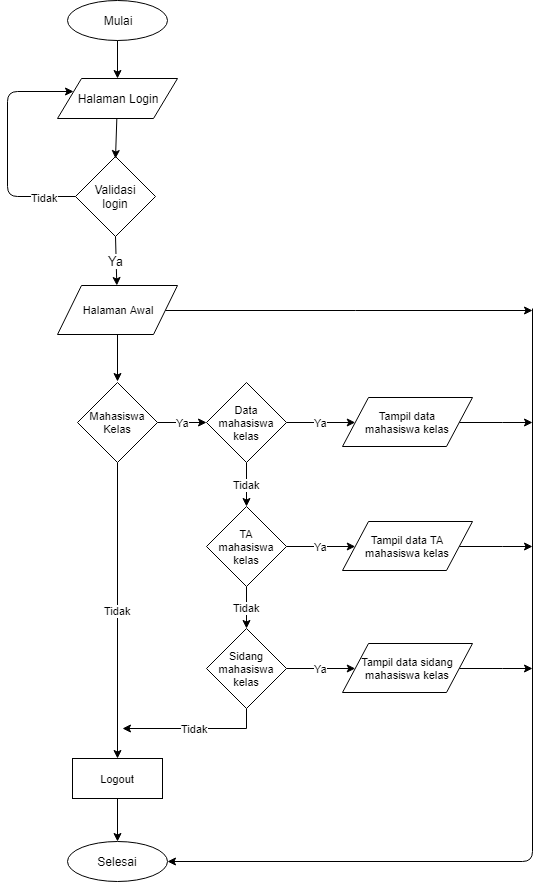 Mulai
Halaman Login
Validasi
login
Tidak
Ya
Halaman Awal
Mahasiswa
Kelas
Ya
Data
mahasiswa
kelas
Ya
Tampil data
mahasiswa kelas
Tidak
TA
mahasiswa
kelas
Ya
Tampil data TA
mahasiswa kelas
Tidak
Tidak
Sidang
mahasiswa
kelas
Ya
Tampil data sidang
mahasiswa kelas
Tidak
Logout
Selesai